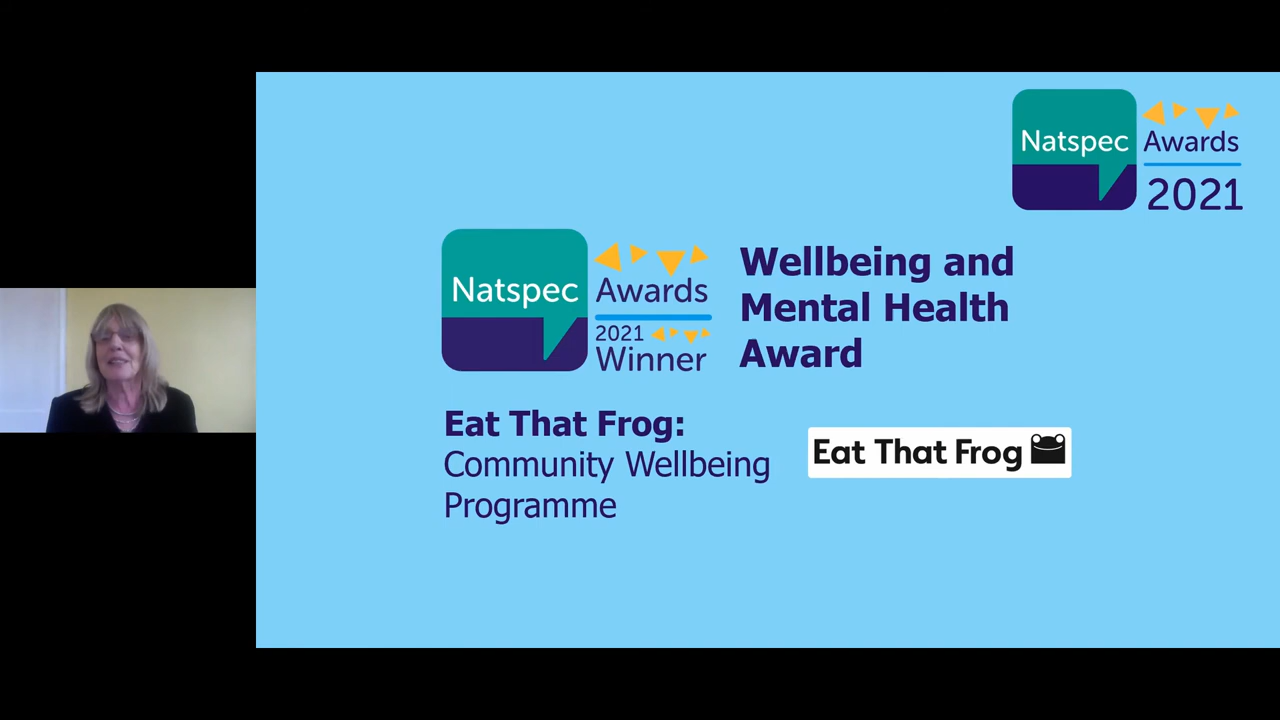 Natspec Awards
2021
Natspec Awards
2021
Winner
Wellbeing and
Mental Health
Award
Eat That Frog:
Community Wellbeing
Programme
Eat That Frog